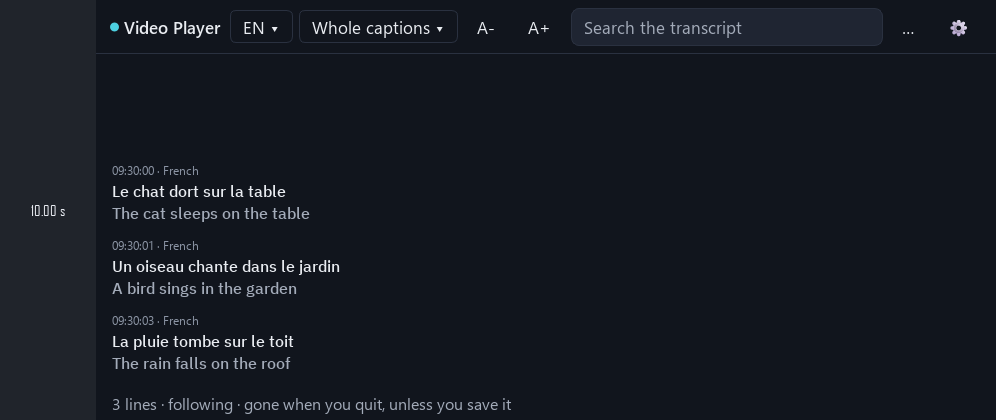 Video Player EN ▾ Whole captions ▾ A- A+ Search the transcript ...
09:30:00 · French
Le chat dort sur la table
The cat sleeps on the table
10.00 s
09:30:01 · French
Un oiseau chante dans le jardin
A bird sings in the garden
09:30:03 · French
La pluie tombe sur le toit
The rain falls on the roof
3 lines · following · gone when you quit, unless you save it